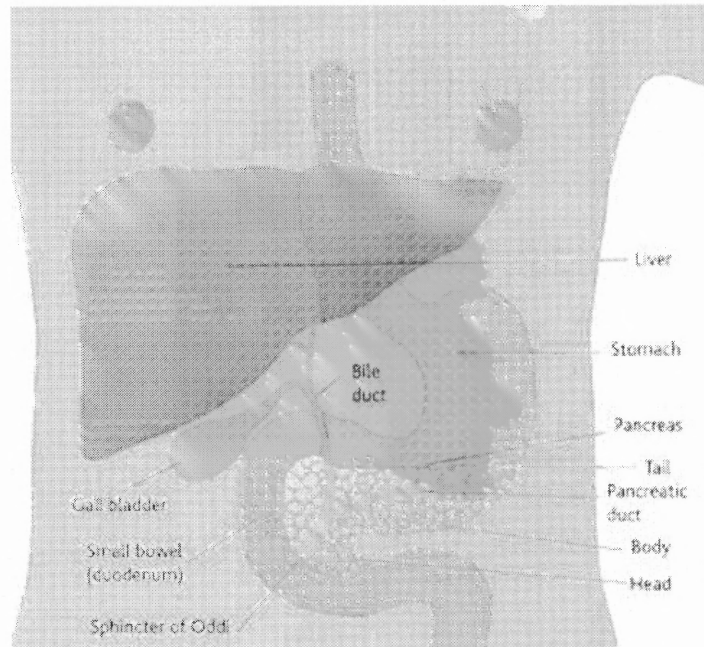 Liver
Stomach
Bile
duct
Pancreas
Tail
Pancreatic
duct
Gall bladder
Small bowel
(duodenum)
Body
Head
Sphincter of Oddi